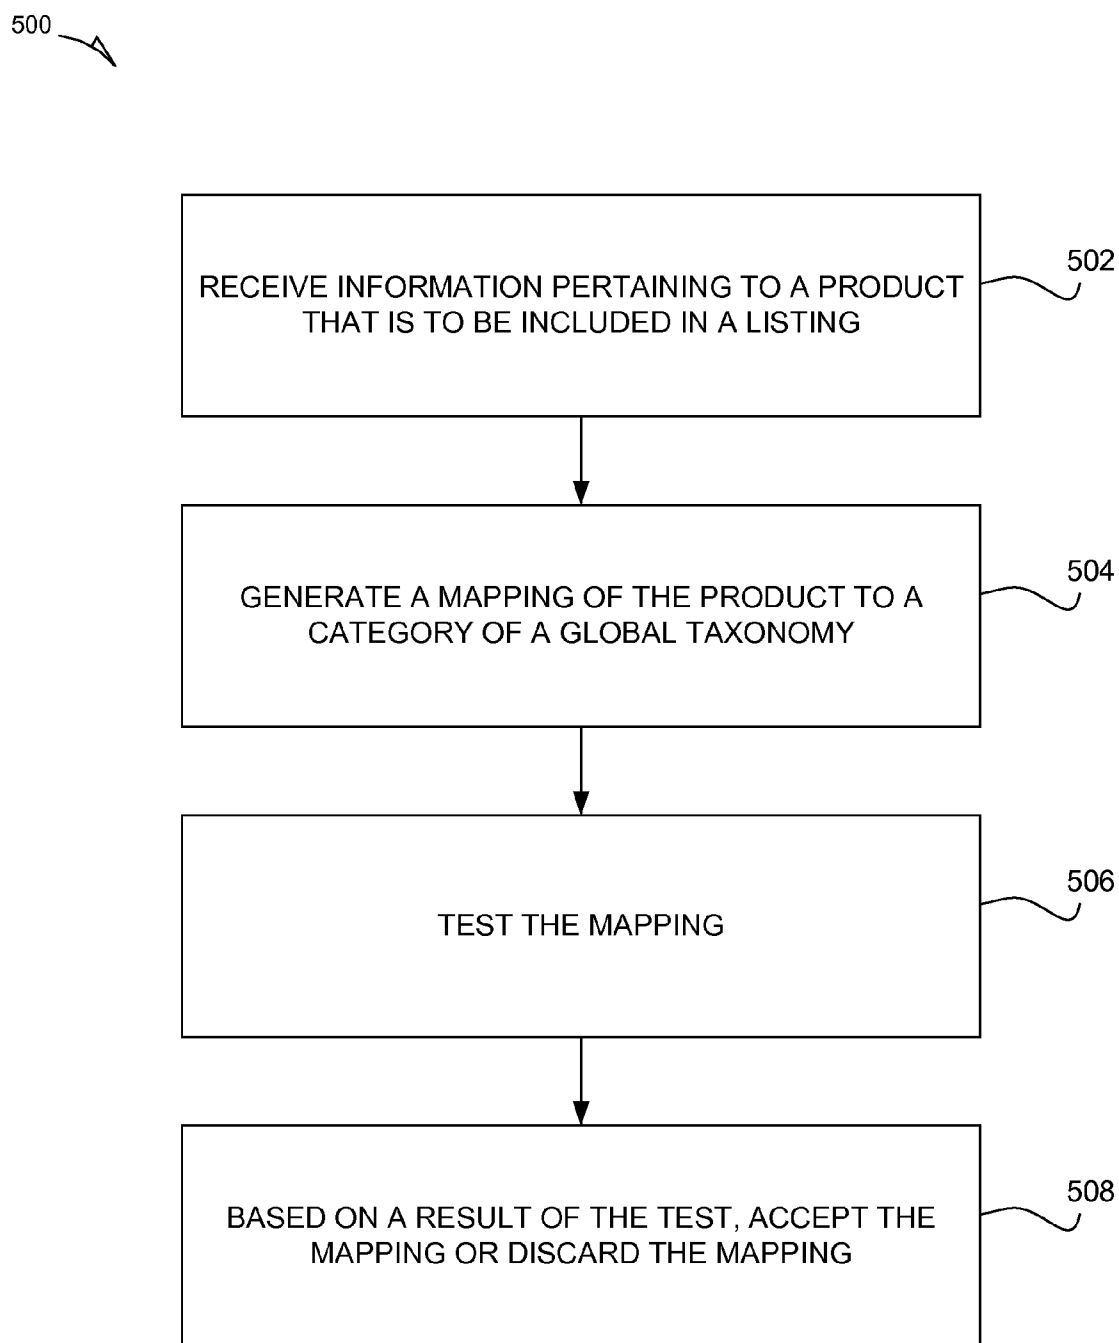 500
RECEIVE INFORMATION PERTAINING TO A PRODUCT
THAT IS TO BE INCLUDED IN A LISTING
502
GENERATE A MAPPING OF THE PRODUCT TO A
CATEGORY OF A GLOBAL TAXONOMY
504
TEST THE MAPPING
506
BASED ON A RESULT OF THE TEST, ACCEPT THE
MAPPING OR DISCARD THE MAPPING
508